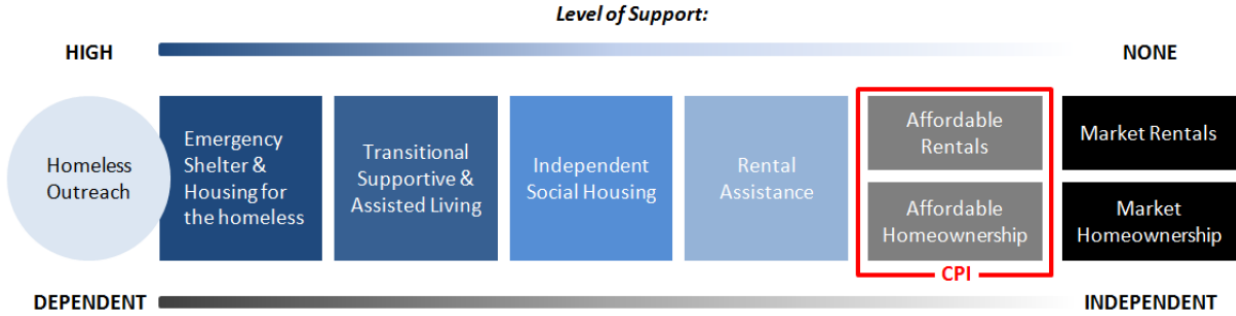 Level of Support:
HIGH
NONE
Homeless
Outreach
Emergency
Shelter &
Housing for
the homeless
Transitional
Supportive &
Assisted Living
Independent
Social Housing
Rental
Assistance
Affordable
Rentals
Affordable
Homeownership
CPI
Market Rentals
Market
Homeownership
DEPENDENT
INDEPENDENT